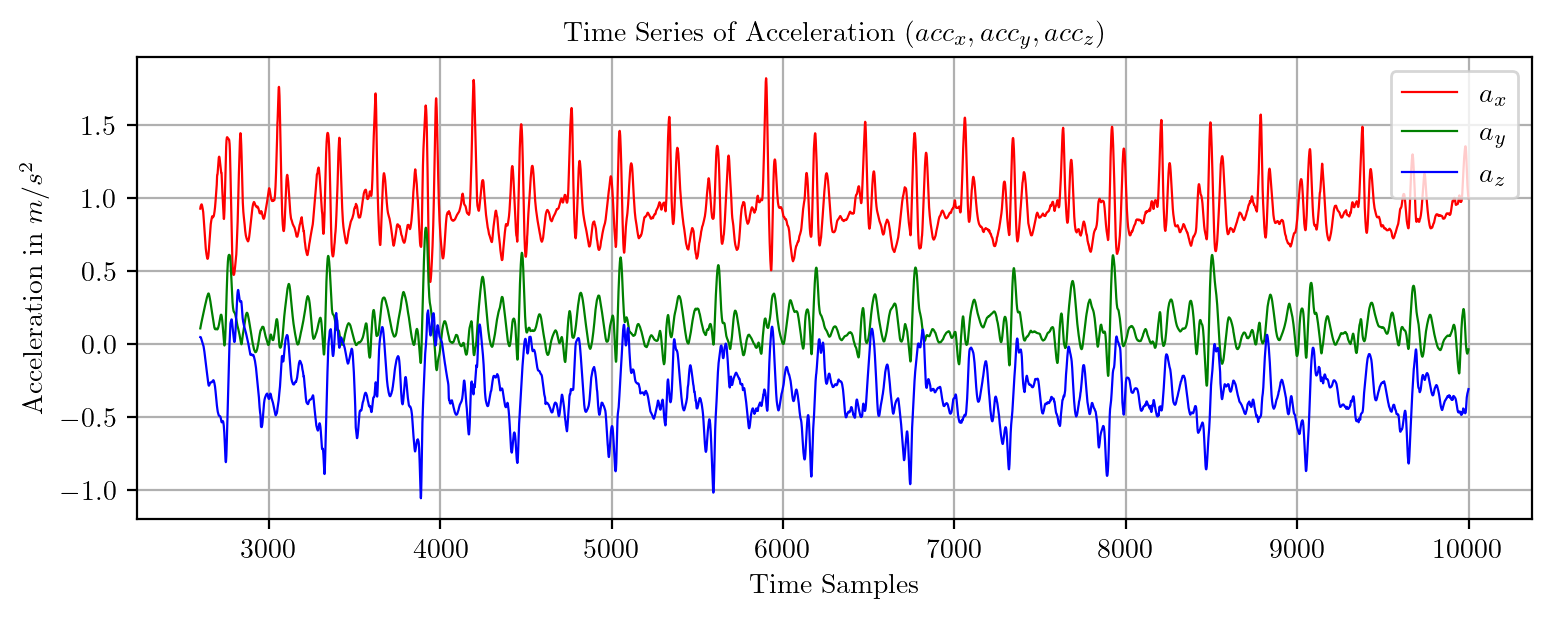 Time Series of Acceleration (acc_x, acc_y, acc_z)
Acceleration in m/s²
1.5
1.0
0.5
0.0
−0.5
−1.0
a_x
a_y
a_z
3000 4000 5000 6000 7000 8000 9000 10000
Time Samples